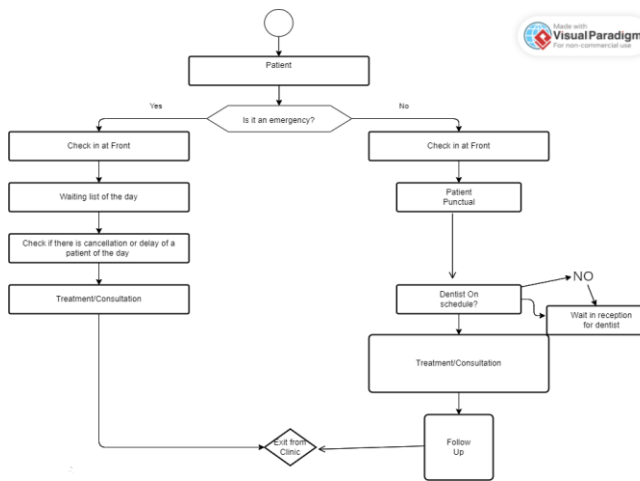 Made with
VisualParadigm
For non-commercial use
Patient
Yes
Is it an emergency?
No
Check in at Front
Check in at Front
Waiting list of the day
Patient
Punctual
Check if there is cancellation or delay of a
patient of the day
Treatment/Consultation
Dentist On
schedule?
NO
Wait in reception
for dentist
Treatment/Consultation
Exit from
Clinic
Follow
Up